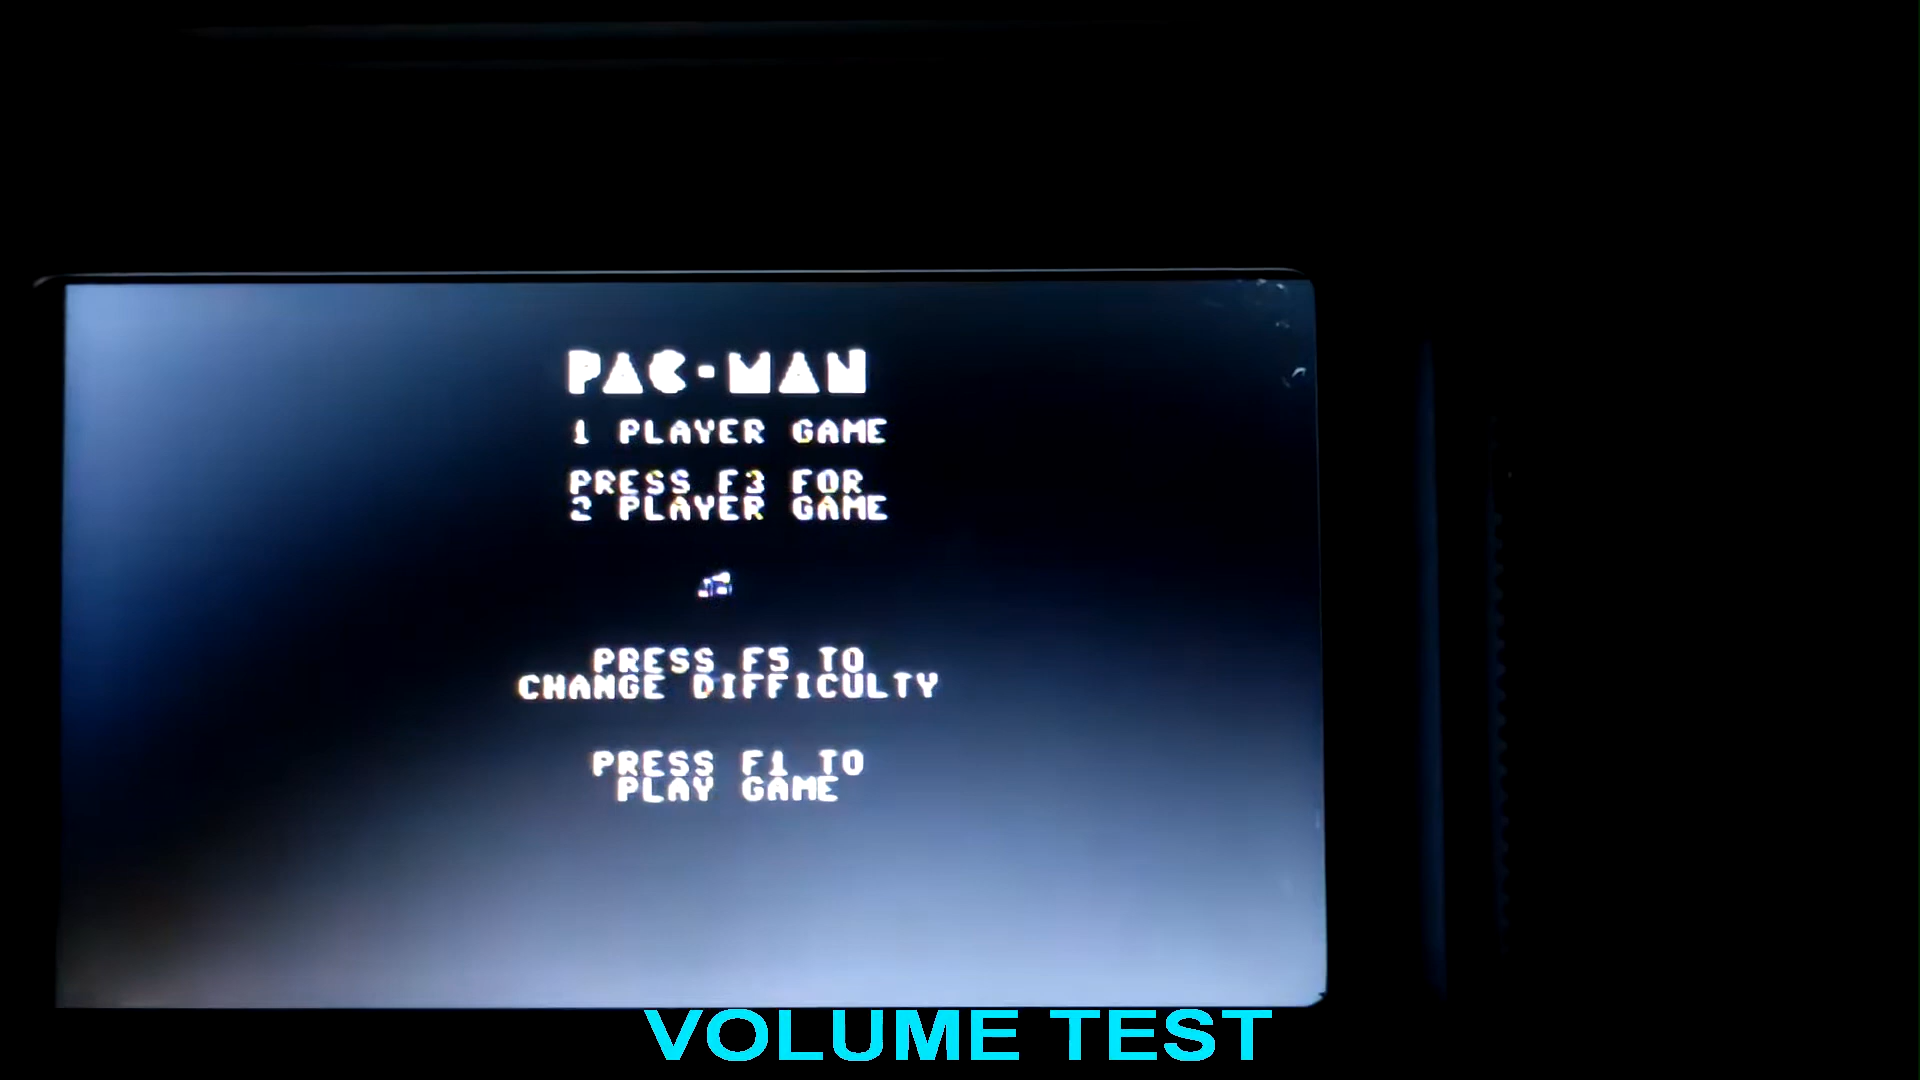 PAC-MAN
1 PLAYER GAME
PRESS F3 FOR
2 PLAYER GAME
PRESS F5 TO
CHANGE DIFFICULTY
PRESS F1 TO
PLAY GAME
VOLUME TEST